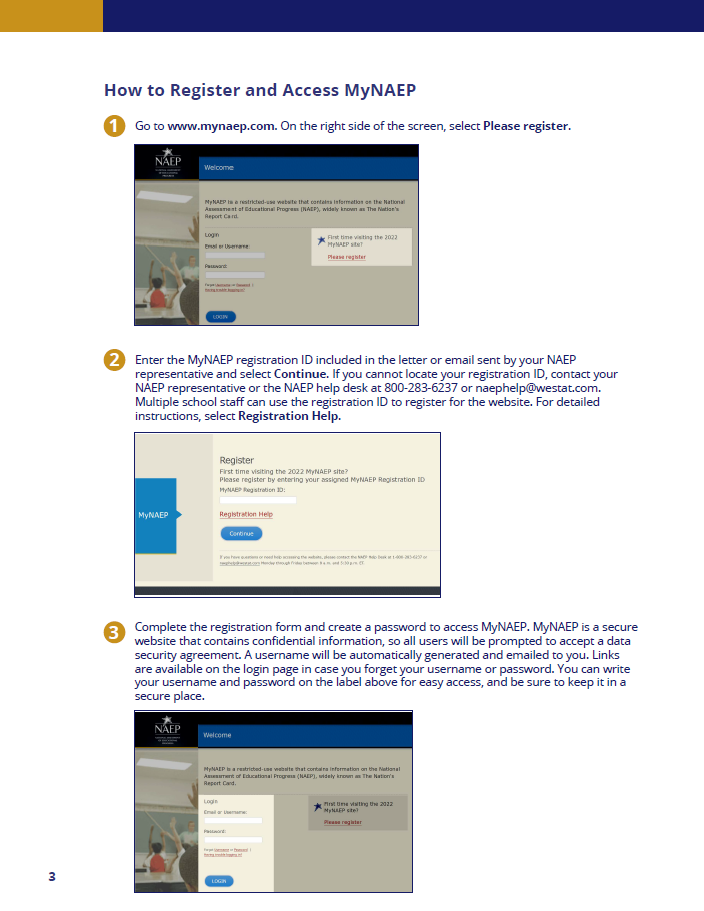 How to Register and Access MyNAEP
1 Go to www.mynaep.com. On the right side of the screen, select Please register.
NAEP
Welcome
MyNAEP is a restricted-use website that contains information on the National
Assessment of Educational Progress (NAEP), widely known as The Nation's
Report Card.
Login
Email or Username:
Password:
Forgot Username or Password |
Having trouble logging in?
LOGIN
First time visiting the 2022
MyNAEP site?
Please register
2 Enter the MyNAEP registration ID included in the letter or email sent by your NAEP
representative and select Continue. If you cannot locate your registration ID, contact your
NAEP representative or the NAEP help desk at 800-283-6237 or naephelp@westat.com.
Multiple school staff can use the registration ID to register for the website. For detailed
instructions, select Registration Help.
MyNAEP
Register
First time visiting the 2022 MyNAEP site?
Please register by entering your assigned MyNAEP Registration ID
MyNAEP Registration ID:
Registration Help
Continue
If you have questions or need help accessing the website, please contact the NAEP Help Desk at 1-800-283-6237 or
naephelp@westat.com Monday through Friday between 8 a.m. and 5:30 p.m. ET.
3 Complete the registration form and create a password to access MyNAEP. MyNAEP is a secure
website that contains confidential information, so all users will be prompted to accept a data
security agreement. A username will be automatically generated and emailed to you. Links
are available on the login page in case you forget your username or password. You can write
your username and password on the label above for easy access, and be sure to keep it in a
secure place.
NAEP
Welcome
MyNAEP is a restricted-use website that contains information on the National
Assessment of Educational Progress (NAEP), widely known as The Nation's
Report Card.
Login
Email or Username:
Password:
Forgot Username or Password |
Having trouble logging in?
LOGIN
First time visiting the 2022
MyNAEP site?
Please register
3